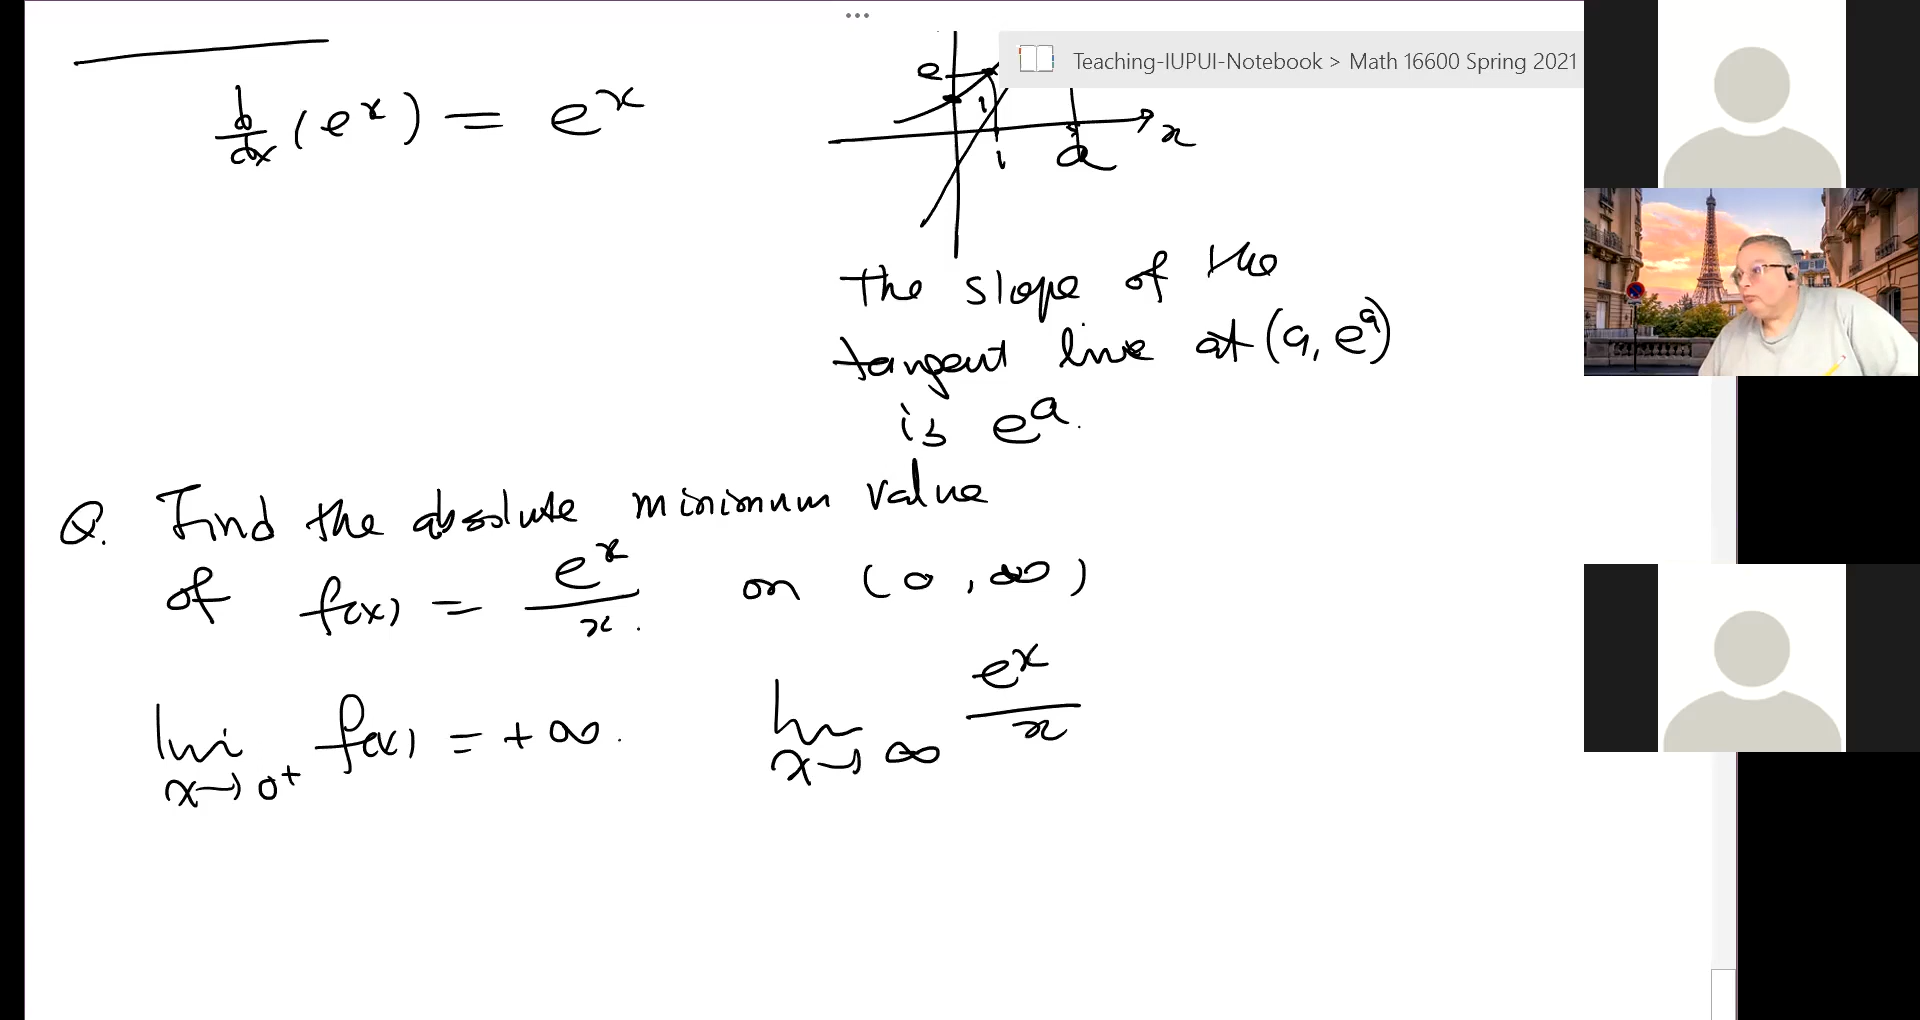 Teaching-IUPUI-Notebook > Math 16600 Spring 2021
d/dx (e^x) = e^x
e
1
1
a
x
the slope of the
tangent line at (a, e^a)
is e^a.
Q. Find the absolute minimum value
of f(x) = e^x/x. on (0, ∞)
lim x→0+ f(x) = +∞. lim x→∞ e^x/x